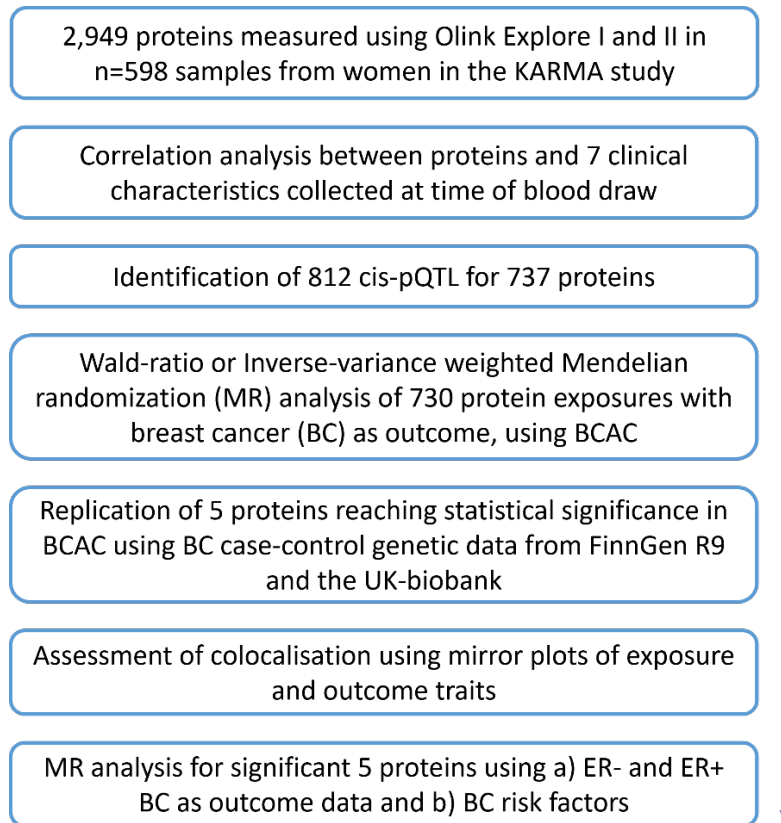 2,949 proteins measured using Olink Explore I and II in
n=598 samples from women in the KARMA study
Correlation analysis between proteins and 7 clinical
characteristics collected at time of blood draw
Identification of 812 cis-pQTL for 737 proteins
Wald-ratio or Inverse-variance weighted Mendelian
randomization (MR) analysis of 730 protein exposures with
breast cancer (BC) as outcome, using BCAC
Replication of 5 proteins reaching statistical significance in
BCAC using BC case-control genetic data from FinnGen R9
and the UK-biobank
Assessment of colocalisation using mirror plots of exposure
and outcome traits
MR analysis for significant 5 proteins using a) ER- and ER+
BC as outcome data and b) BC risk factors